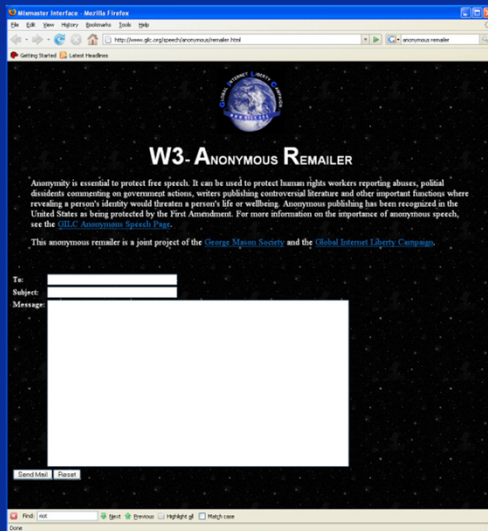 Mixmaster Interface - Mozilla Firefox
File Edit View History Bookmarks Tools Help
http://www.gilc.org/speech/anonymous/remailer.html
anonymous remailer
Getting Started Latest Headlines
GLOBAL INTERNET LIBERTY CAMPAIGN
W3- ANONYMOUS REMAILER
Anonymity is essential to protect free speech. It can be used to protect human rights workers reporting abuses, politial
dissidents commenting on government actions, writers publishing controversial literature and other important functions where
revealing a person's identity would threaten a person's life or wellbeing. Anonymous publishing has been recognized in the
United States as being protected by the First Amendment. For more information on the importance of anonymous speech,
see the GILC Anonymous Speech Page.
This anonymous remailer is a joint project of the George Mason Society and the Global Internet Liberty Campaign.
To:
Subject:
Message:
Send Mail Reset
Find: Next Previous Highlight all Match case
Done